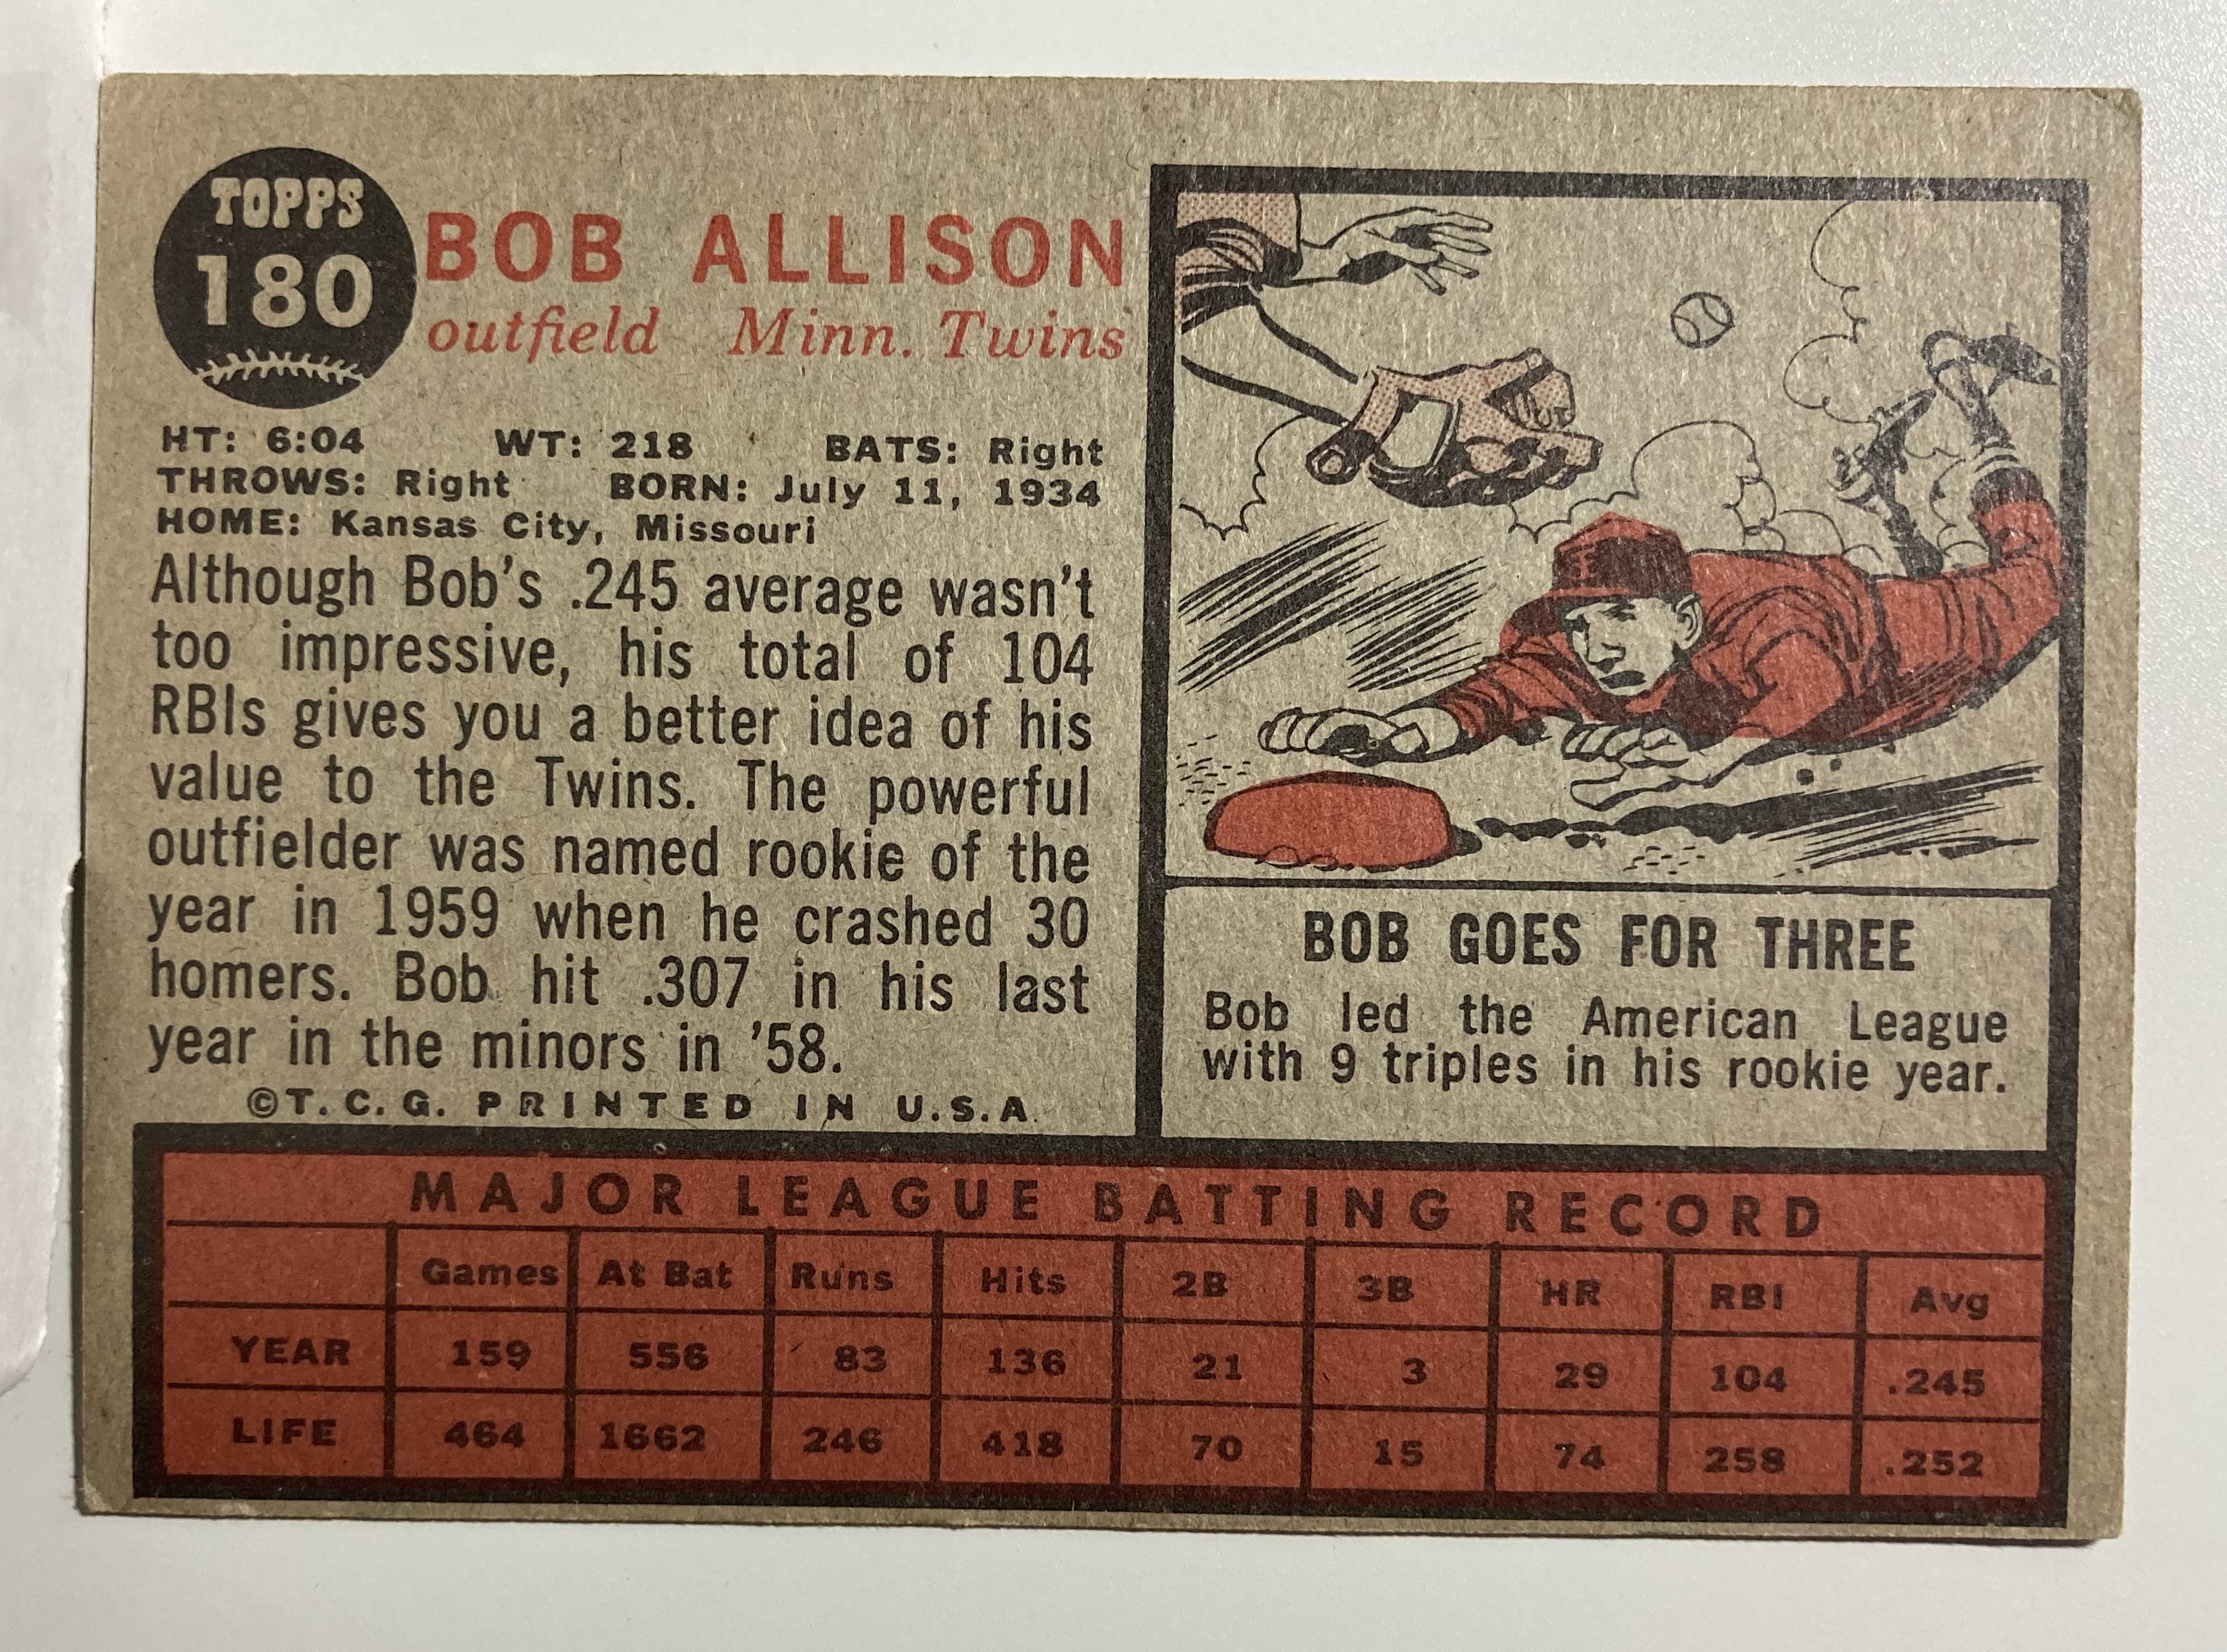 TOPPS
180
BOB ALLISON
outfield Minn. Twins
HT: 6:04 WT: 218 BATS: Right
THROWS: Right BORN: July 11, 1934
HOME: Kansas City, Missouri
Although Bob's .245 average wasn't
too impressive, his total of 104
RBIs gives you a better idea of his
value to the Twins. The powerful
outfielder was named rookie of the
year in 1959 when he crashed 30
homers. Bob hit .307 in his last
year in the minors in '58.
©T.C.G. PRINTED IN U.S.A.
BOB GOES FOR THREE
Bob led the American League
with 9 triples in his rookie year.
MAJOR LEAGUE BATTING RECORD
Games At Bat Runs Hits 2B 3B HR RBI Avg
YEAR 159 556 83 136 21 3 29 104 .245
LIFE 464 1662 246 418 70 15 74 258 .252